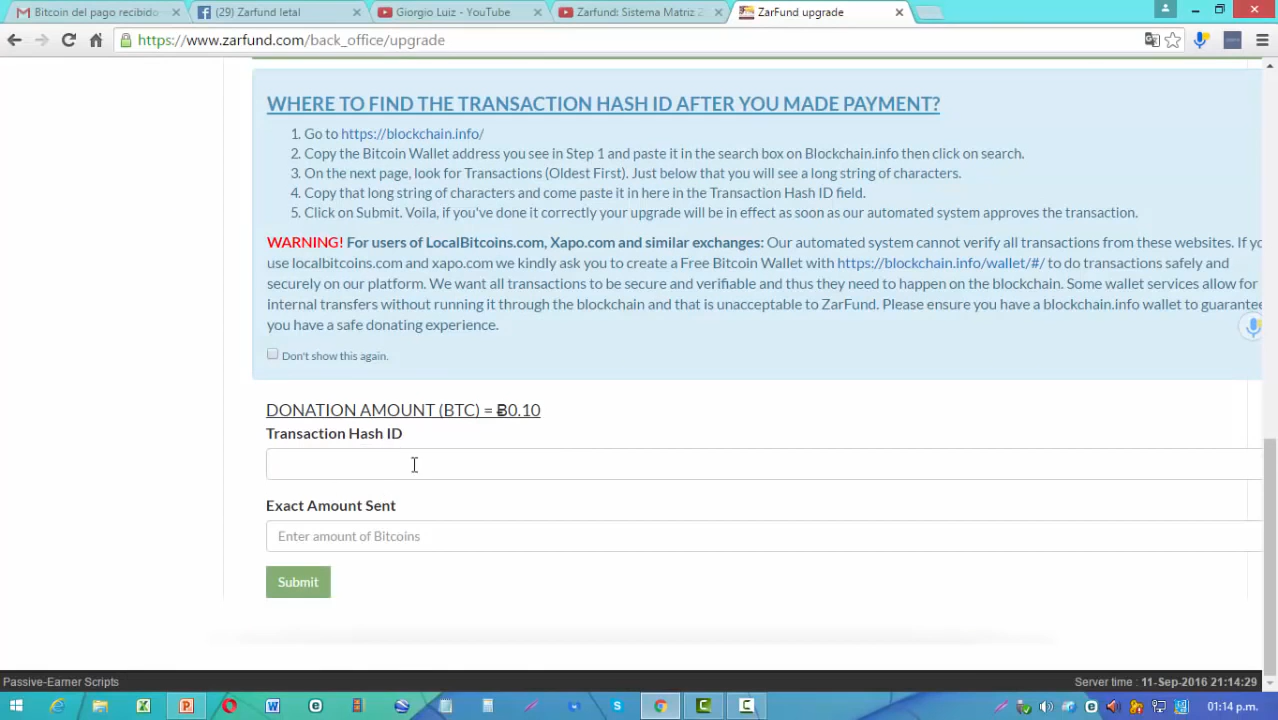 Bitcoin del pago recibido
(29) Zarfund letal
Giorgio Luiz - YouTube
Zarfund: Sistema Matriz 2
ZarFund upgrade
https://www.zarfund.com/back_office/upgrade
WHERE TO FIND THE TRANSACTION HASH ID AFTER YOU MADE PAYMENT?
1. Go to https://blockchain.info/
2. Copy the Bitcoin Wallet address you see in Step 1 and paste it in the search box on Blockchain.info then click on search.
3. On the next page, look for Transactions (Oldest First). Just below that you will see a long string of characters.
4. Copy that long string of characters and come paste it in here in the Transaction Hash ID field.
5. Click on Submit. Voila, if you've done it correctly your upgrade will be in effect as soon as our automated system approves the transaction.
WARNING! For users of LocalBitcoins.com, Xapo.com and similar exchanges: Our automated system cannot verify all transactions from these websites. If you
use localbitcoins.com and xapo.com we kindly ask you to create a Free Bitcoin Wallet with https://blockchain.info/wallet/#/ to do transactions safely and
securely on our platform. We want all transactions to be secure and verifiable and thus they need to happen on the blockchain. Some wallet services allow for
internal transfers without running it through the blockchain and that is unacceptable to ZarFund. Please ensure you have a blockchain.info wallet to guarantee
you have a safe donating experience.
Don't show this again.
DONATION AMOUNT (BTC) = Ƀ0.10
Transaction Hash ID
Exact Amount Sent
Enter amount of Bitcoins
Submit
Passive-Earner Scripts
Server time : 11-Sep-2016 21:14:29
01:14 p.m.